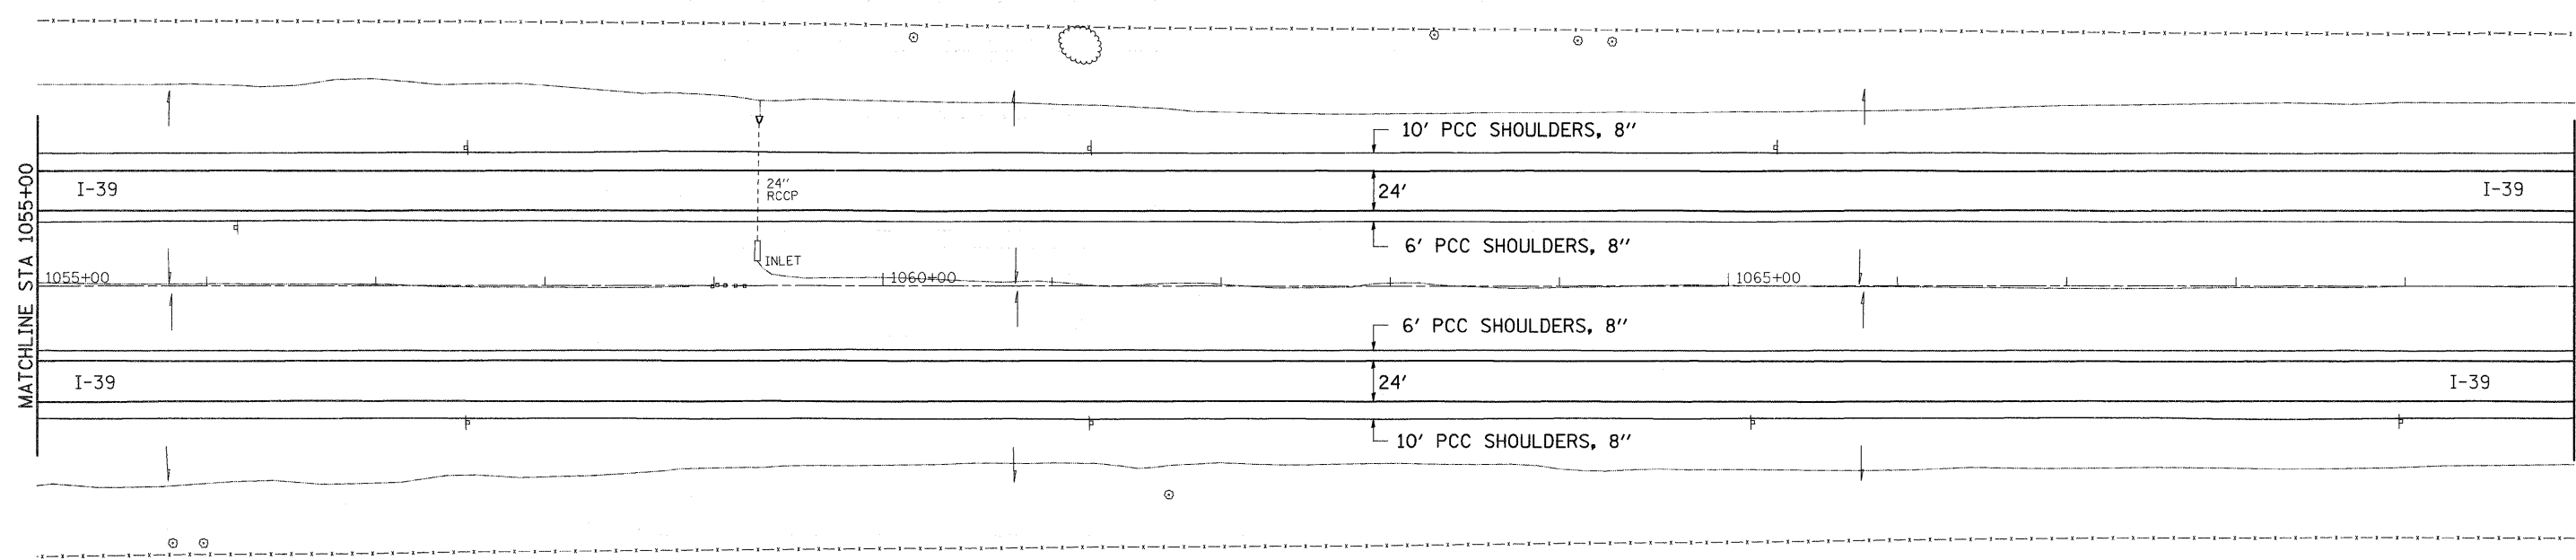 10' PCC SHOULDERS, 8"
MATCHLINE STA 1055+00
I-39
24"
RCCP
24'
I-39
6' PCC SHOULDERS, 8"
INLET
1055+00
1060+00
1065+00
6' PCC SHOULDERS, 8"
I-39
24'
I-39
10' PCC SHOULDERS, 8"